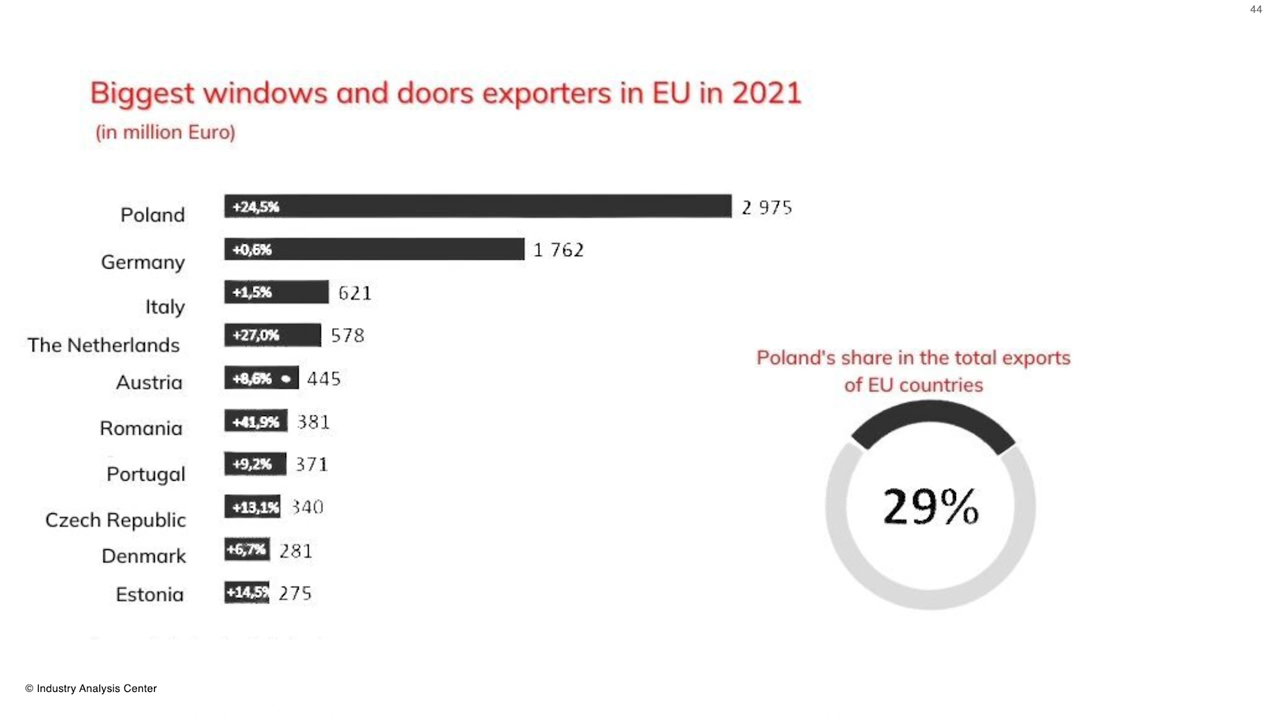 44
Biggest windows and doors exporters in EU in 2021
(in million Euro)
Poland +24,5% 2 975
Germany +0,6% 1 762
Italy +1,5% 621
The Netherlands +27,0% 578
Austria +8,6% 445
Romania +41,9% 381
Portugal +9,2% 371
Czech Republic +13,1% 340
Denmark +6,7% 281
Estonia +14,5% 275
Poland's share in the total exports
of EU countries
29%
© Industry Analysis Center